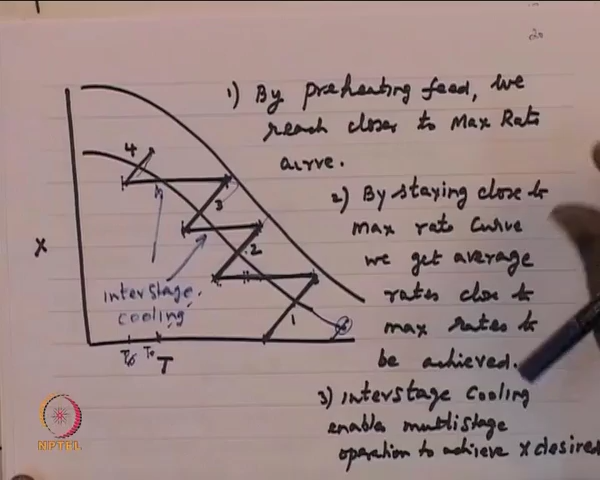 20
1) By preheating feed, we
reach closer to Max Rate
curve.
2) By staying close to
max rate curve
we get average
rates close to
max rates to
be achieved.
3) interstage cooling
enables multistage
operation to achieve X desired
4
3
2
1
X
interstage
cooling
T
NPTEL